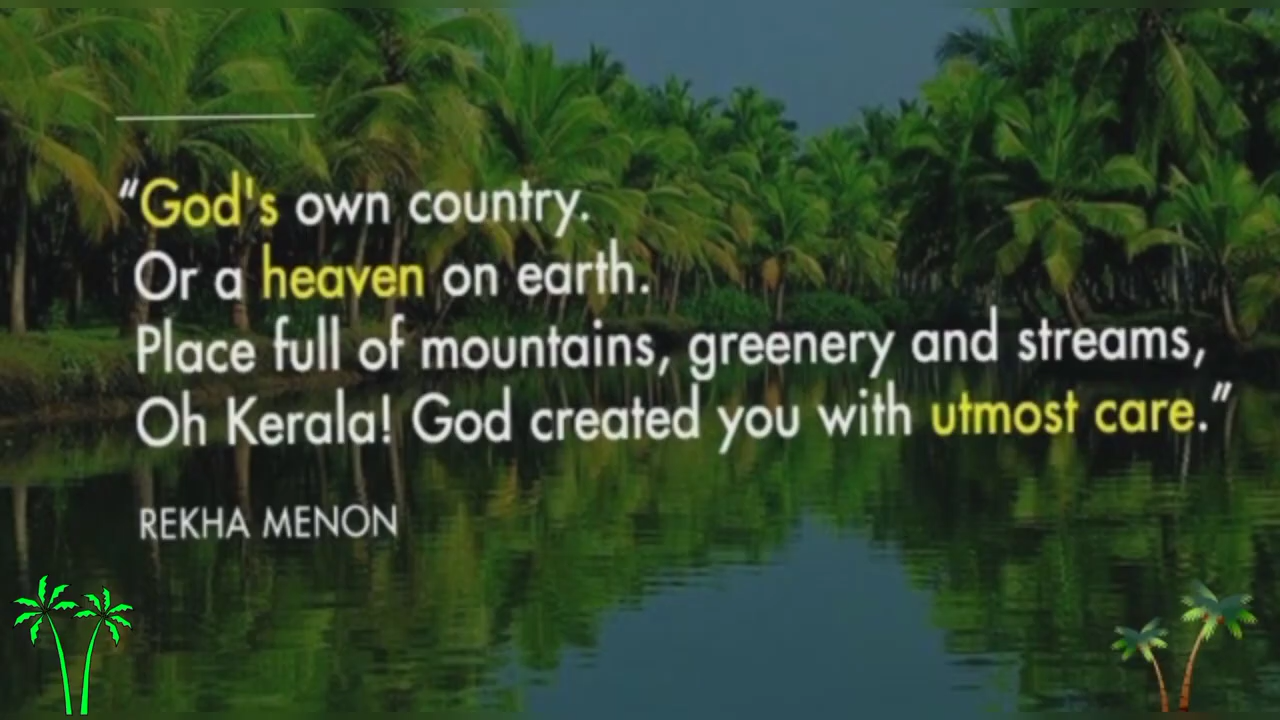 “God's own country.
Or a heaven on earth.
Place full of mountains, greenery and streams,
Oh Kerala! God created you with utmost care.”
REKHA MENON